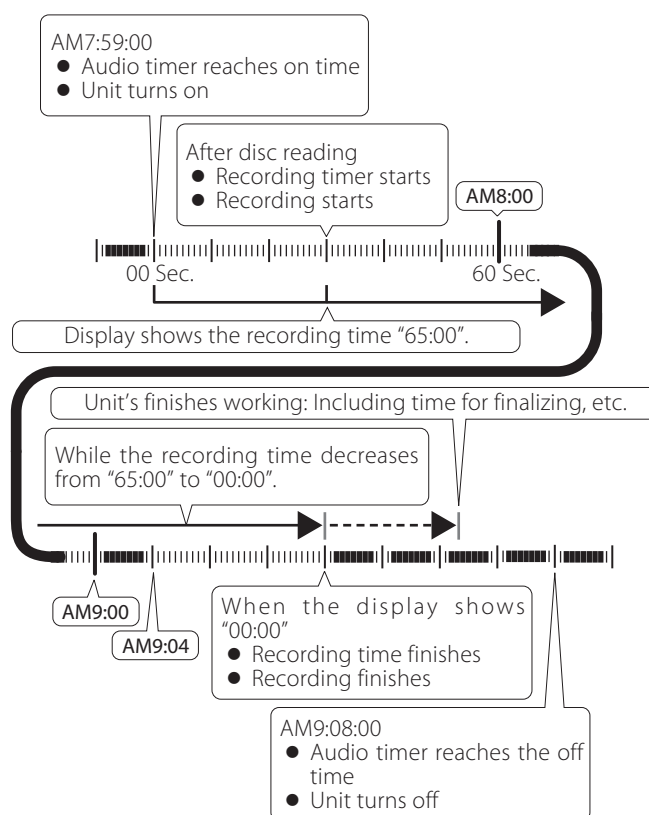 AM7:59:00
● Audio timer reaches on time
● Unit turns on
After disc reading
● Recording timer starts
● Recording starts
AM8:00
00 Sec.
60 Sec.
Display shows the recording time “65:00”.
Unit’s finishes working: Including time for finalizing, etc.
While the recording time decreases
from “65:00” to “00:00”.
AM9:00
AM9:04
When the display shows
“00:00”
● Recording time finishes
● Recording finishes
AM9:08:00
● Audio timer reaches the off
time
● Unit turns off